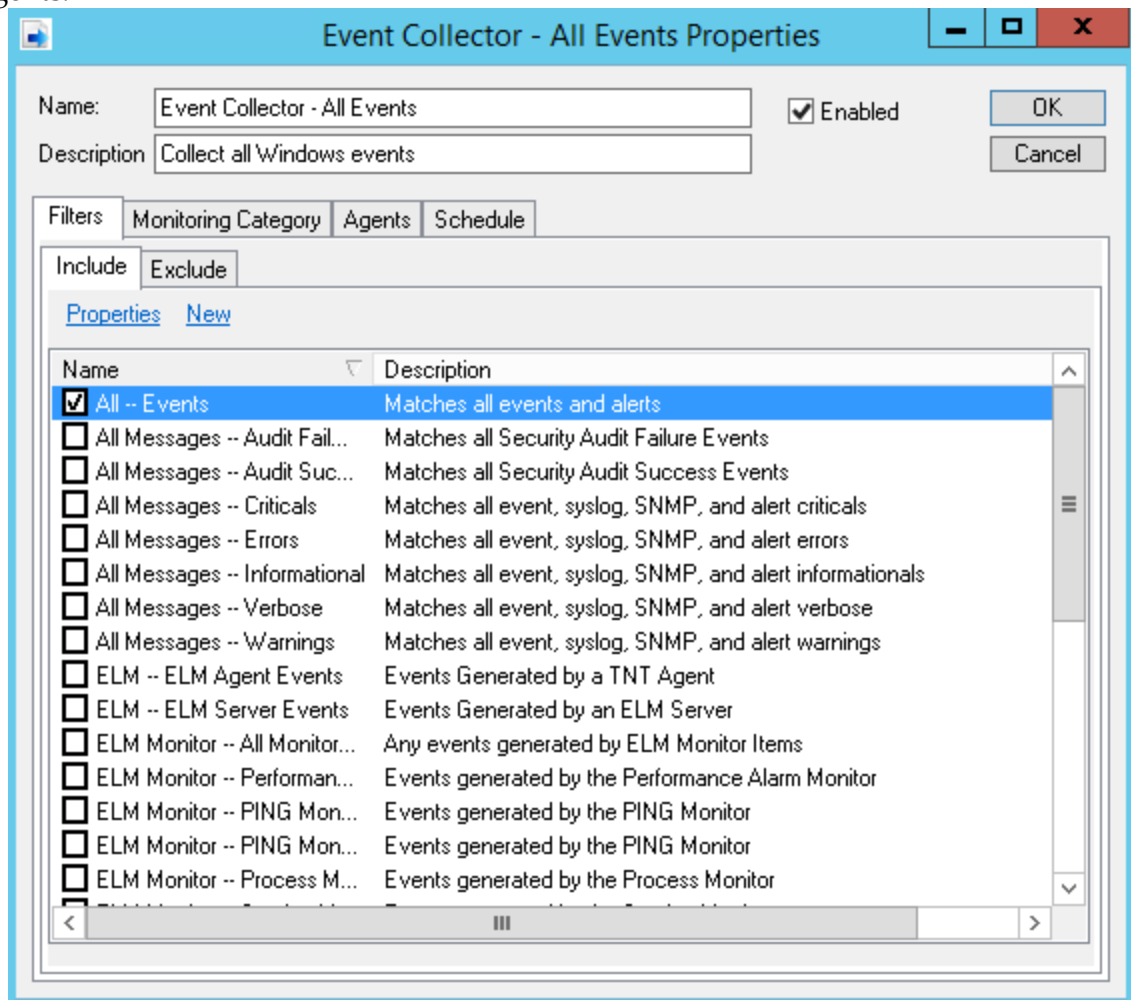 Event Collector - All Events Properties
Name: Event Collector - All Events Enabled OK
Description Collect all Windows events Cancel
Filters Monitoring Category Agents Schedule
Include Exclude
Properties New
Name Description
All -- Events Matches all events and alerts
All Messages -- Audit Fail... Matches all Security Audit Failure Events
All Messages -- Audit Suc... Matches all Security Audit Success Events
All Messages -- Criticals Matches all event, syslog, SNMP, and alert criticals
All Messages -- Errors Matches all event, syslog, SNMP, and alert errors
All Messages -- Informational Matches all event, syslog, SNMP, and alert informationals
All Messages -- Verbose Matches all event, syslog, SNMP, and alert verbose
All Messages -- Warnings Matches all event, syslog, SNMP, and alert warnings
ELM -- ELM Agent Events Events Generated by a TNT Agent
ELM -- ELM Server Events Events Generated by an ELM Server
ELM Monitor -- All Monitor... Any events generated by ELM Monitor Items
ELM Monitor -- Performan... Events generated by the Performance Alarm Monitor
ELM Monitor -- PING Mon... Events generated by the PING Monitor
ELM Monitor -- PING Mon... Events generated by the PING Monitor
ELM Monitor -- Process M... Events generated by the Process Monitor